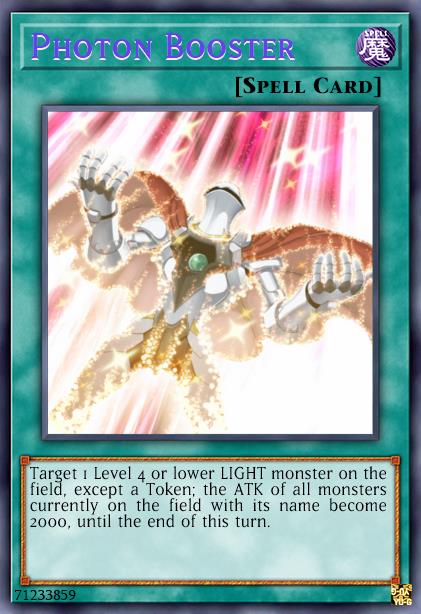 Photon Booster
SPELL
魔
[Spell Card]
Target 1 Level 4 or lower LIGHT monster on the
field, except a Token; the ATK of all monsters
currently on the field with its name become
2000, until the end of this turn.
71233859